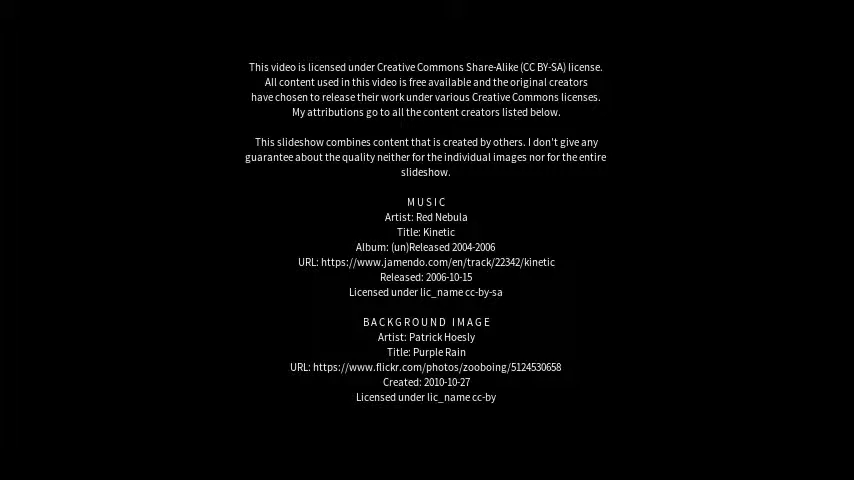 This video is licensed under Creative Commons Share-Alike (CC BY-SA) license.
All content used in this video is free available and the original creators
have chosen to release their work under various Creative Commons licenses.
My attributions go to all the content creators listed below.
This slideshow combines content that is created by others. I don't give any
guarantee about the quality neither for the individual images nor for the entire
slideshow.
M U S I C
Artist: Red Nebula
Title: Kinetic
Album: (un)Released 2004-2006
URL: https://www.jamendo.com/en/track/22342/kinetic
Released: 2006-10-15
Licensed under lic_name cc-by-sa
B A C K G R O U N D   I M A G E
Artist: Patrick Hoesly
Title: Purple Rain
URL: https://www.flickr.com/photos/zooboing/5124530658
Created: 2010-10-27
Licensed under lic_name cc-by